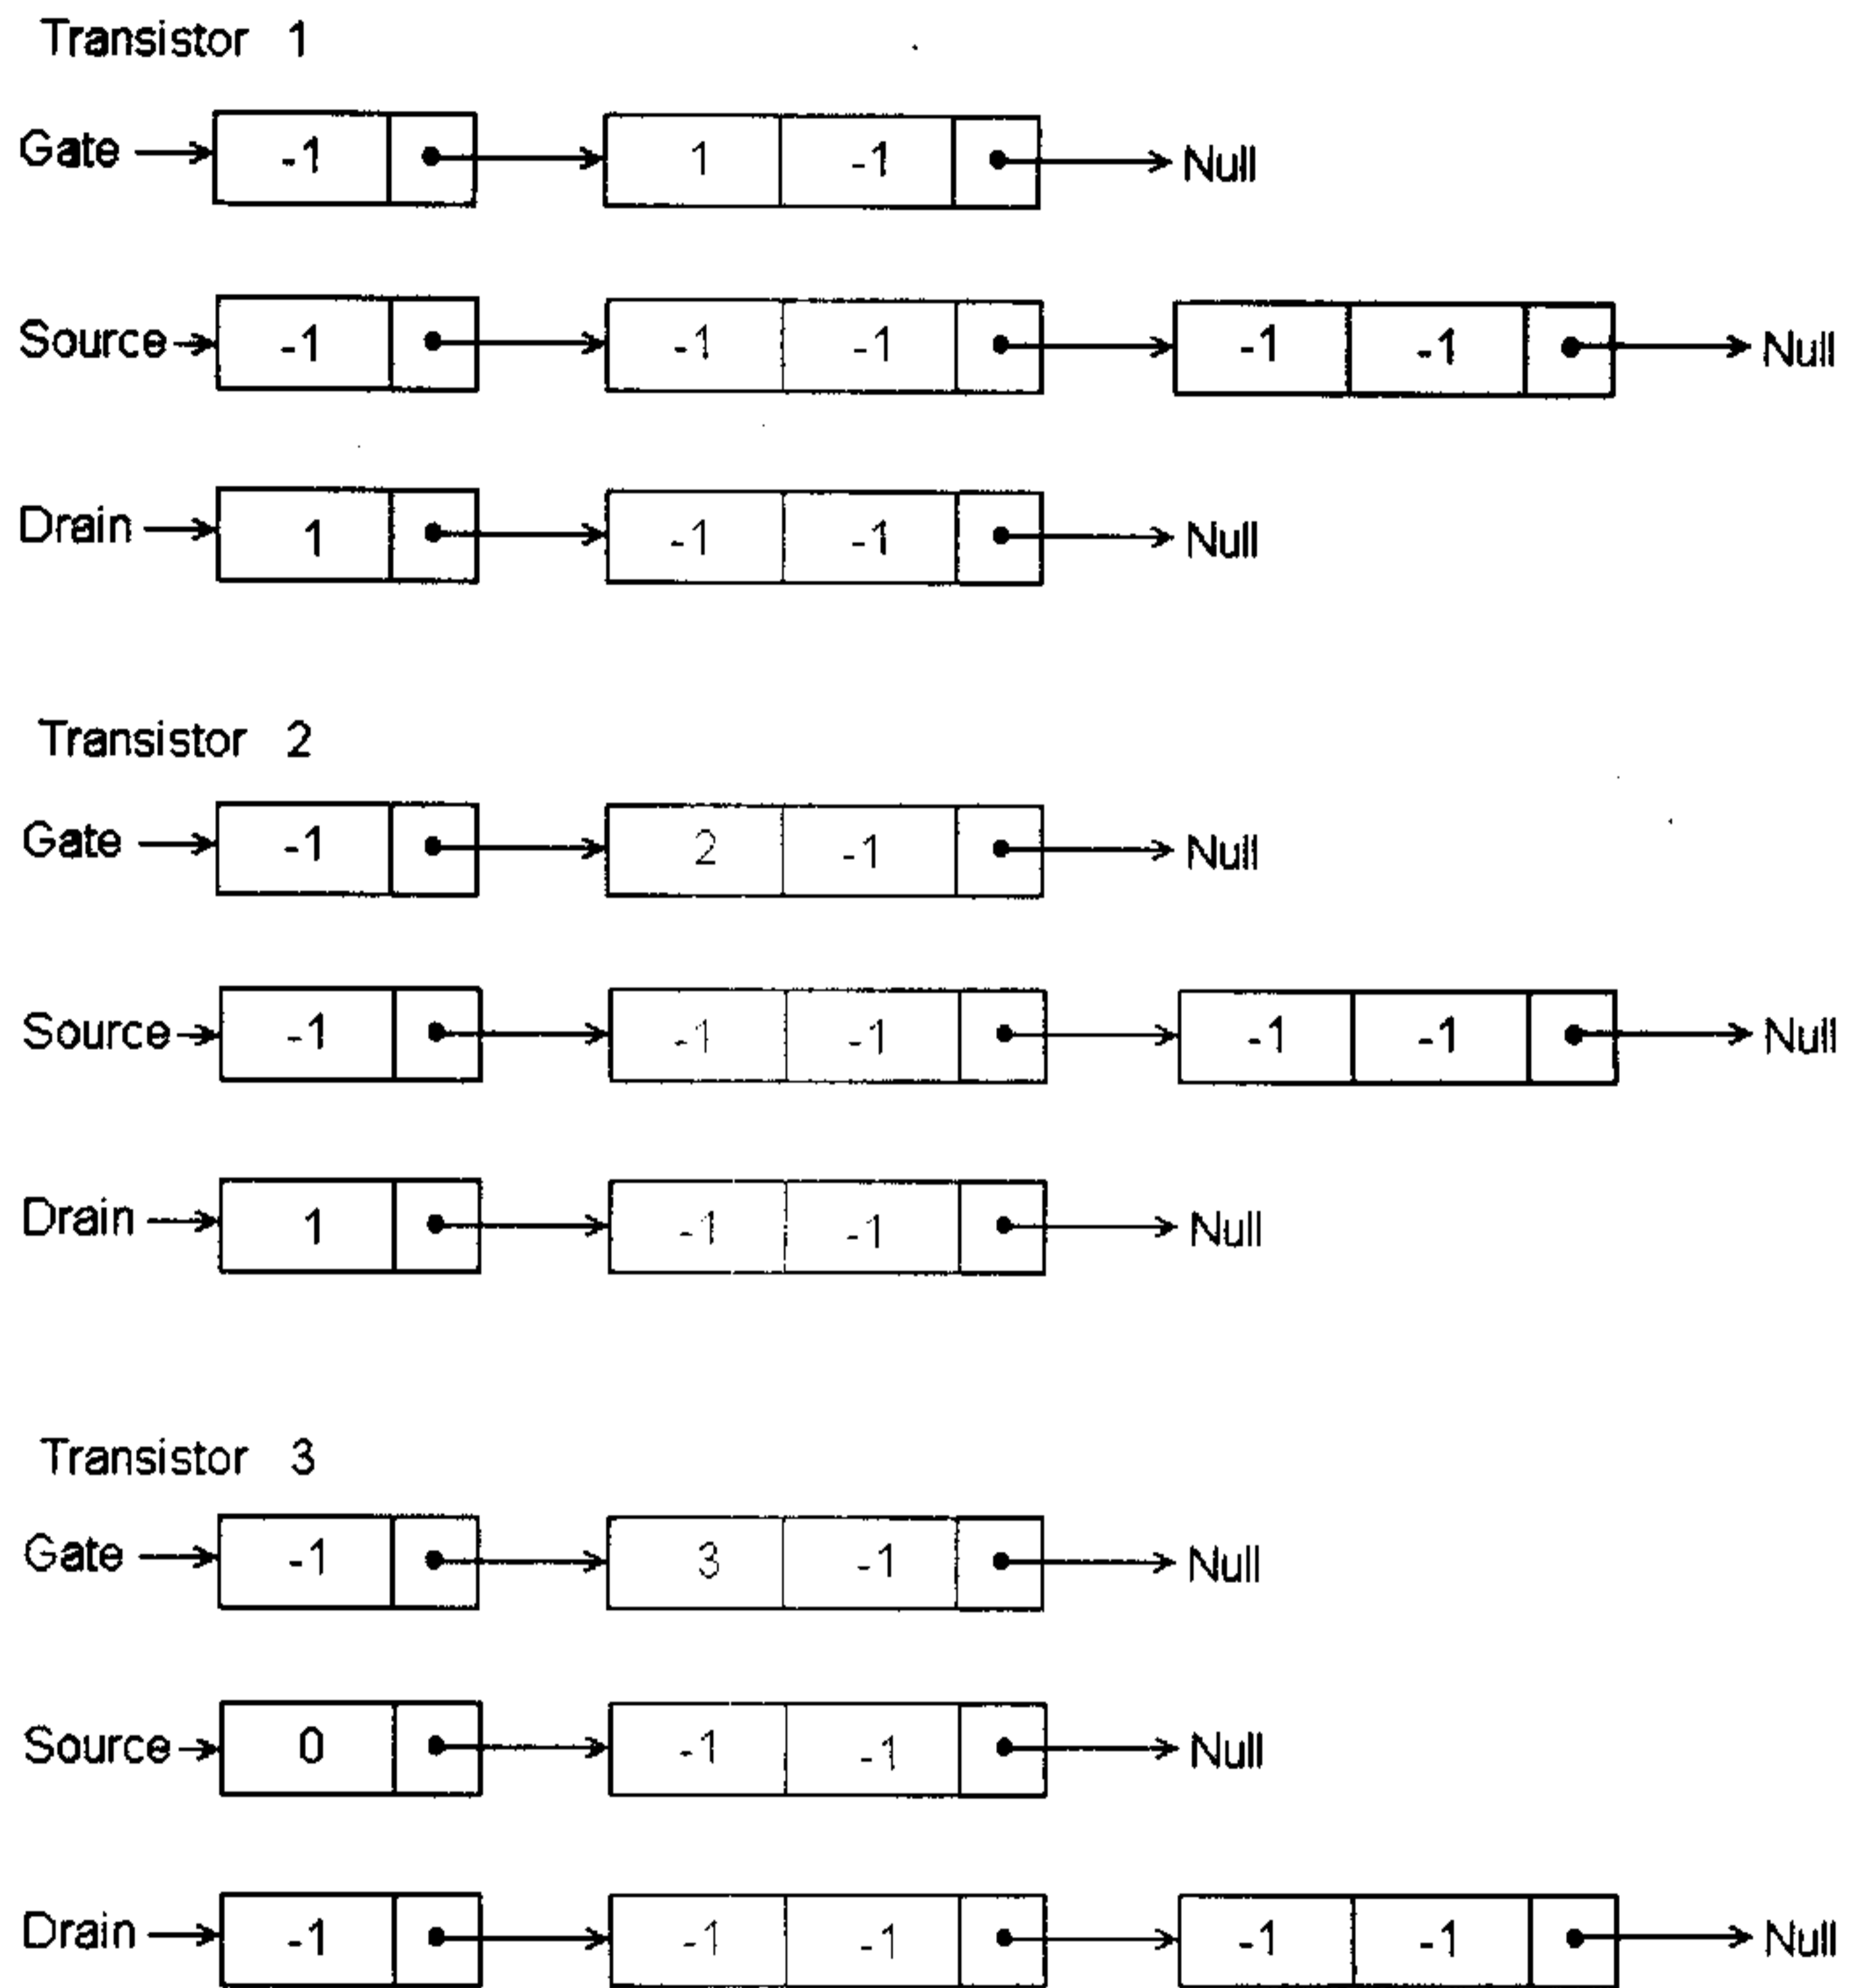 Transistor 1
Gate -1 1 -1 Null
Source -1 -1 -1 -1 -1 Null
Drain 1 -1 -1 Null
Transistor 2
Gate -1 2 -1 Null
Source -1 -1 -1 -1 -1 Null
Drain 1 -1 -1 Null
Transistor 3
Gate -1 3 -1 Null
Source 0 -1 -1 Null
Drain -1 -1 -1 -1 -1 Null